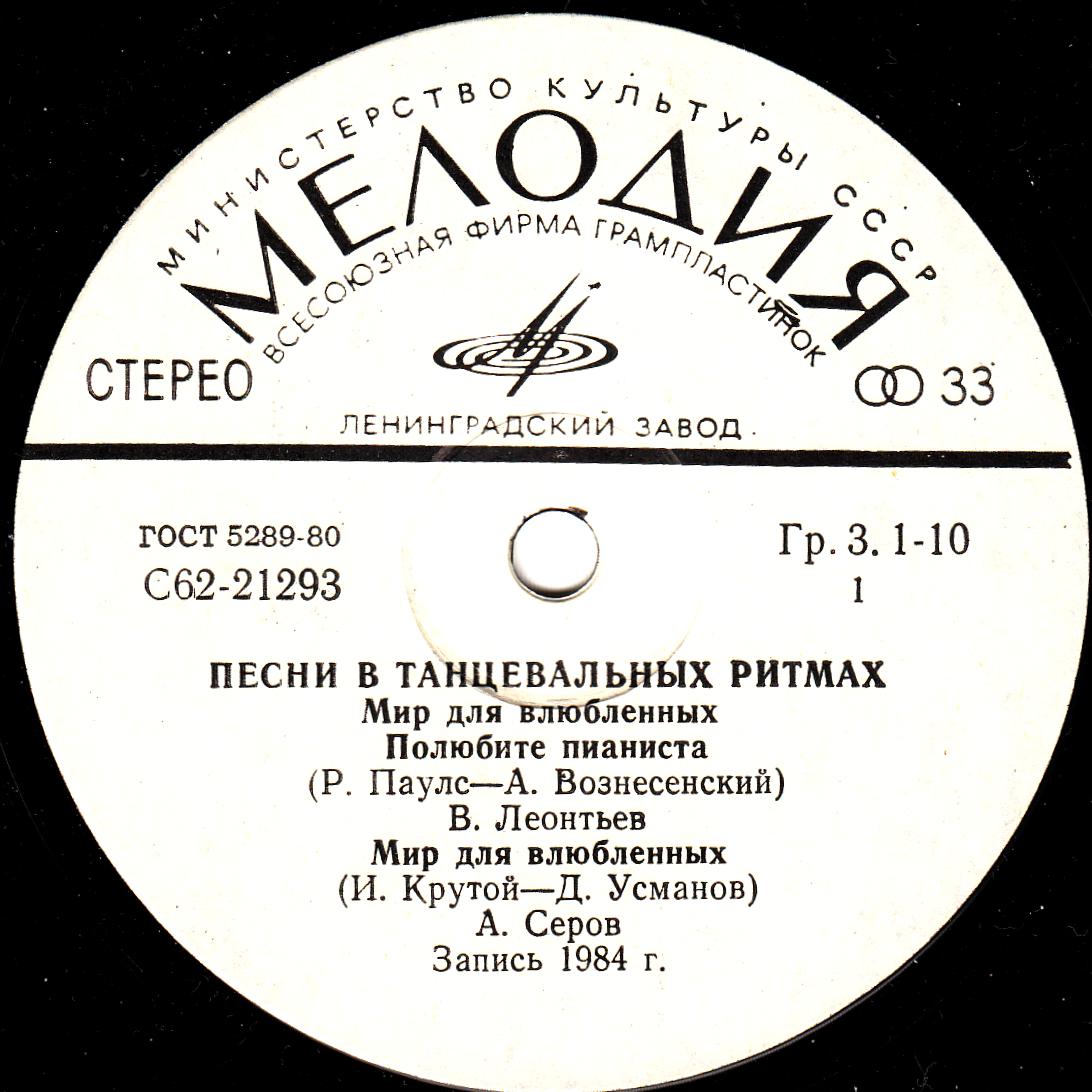 МИНИСТЕРСТВО КУЛЬТУРЫ СССР
МЕЛОДИЯ
ВСЕСОЮЗНАЯ ФИРМА ГРАМПЛАСТИНОК
СТЕРЕО
33
ЛЕНИНГРАДСКИЙ ЗАВОД
ГОСТ 5289-80
Гр. 3. 1-10
С62-21293
1
ПЕСНИ В ТАНЦЕВАЛЬНЫХ РИТМАХ
Мир для влюбленных
Полюбите пианиста
(Р. Паулс—А. Вознесенский)
В. Леонтьев
Мир для влюбленных
(И. Крутой—Д. Усманов)
А. Серов
Запись 1984 г.